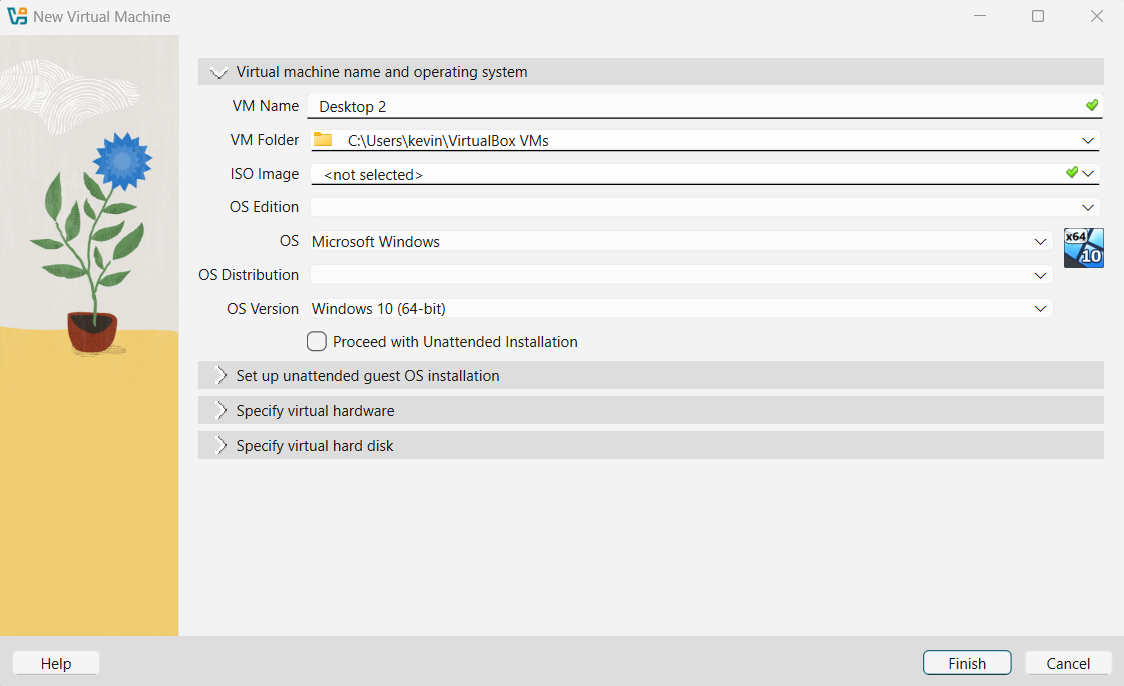 New Virtual Machine
Virtual machine name and operating system
VM Name Desktop 2
VM Folder C:\Users\kevin\VirtualBox VMs
ISO Image <not selected>
OS Edition
OS Microsoft Windows
x64
10
OS Distribution
OS Version Windows 10 (64-bit)
Proceed with Unattended Installation
Set up unattended guest OS installation
Specify virtual hardware
Specify virtual hard disk
Help Finish Cancel